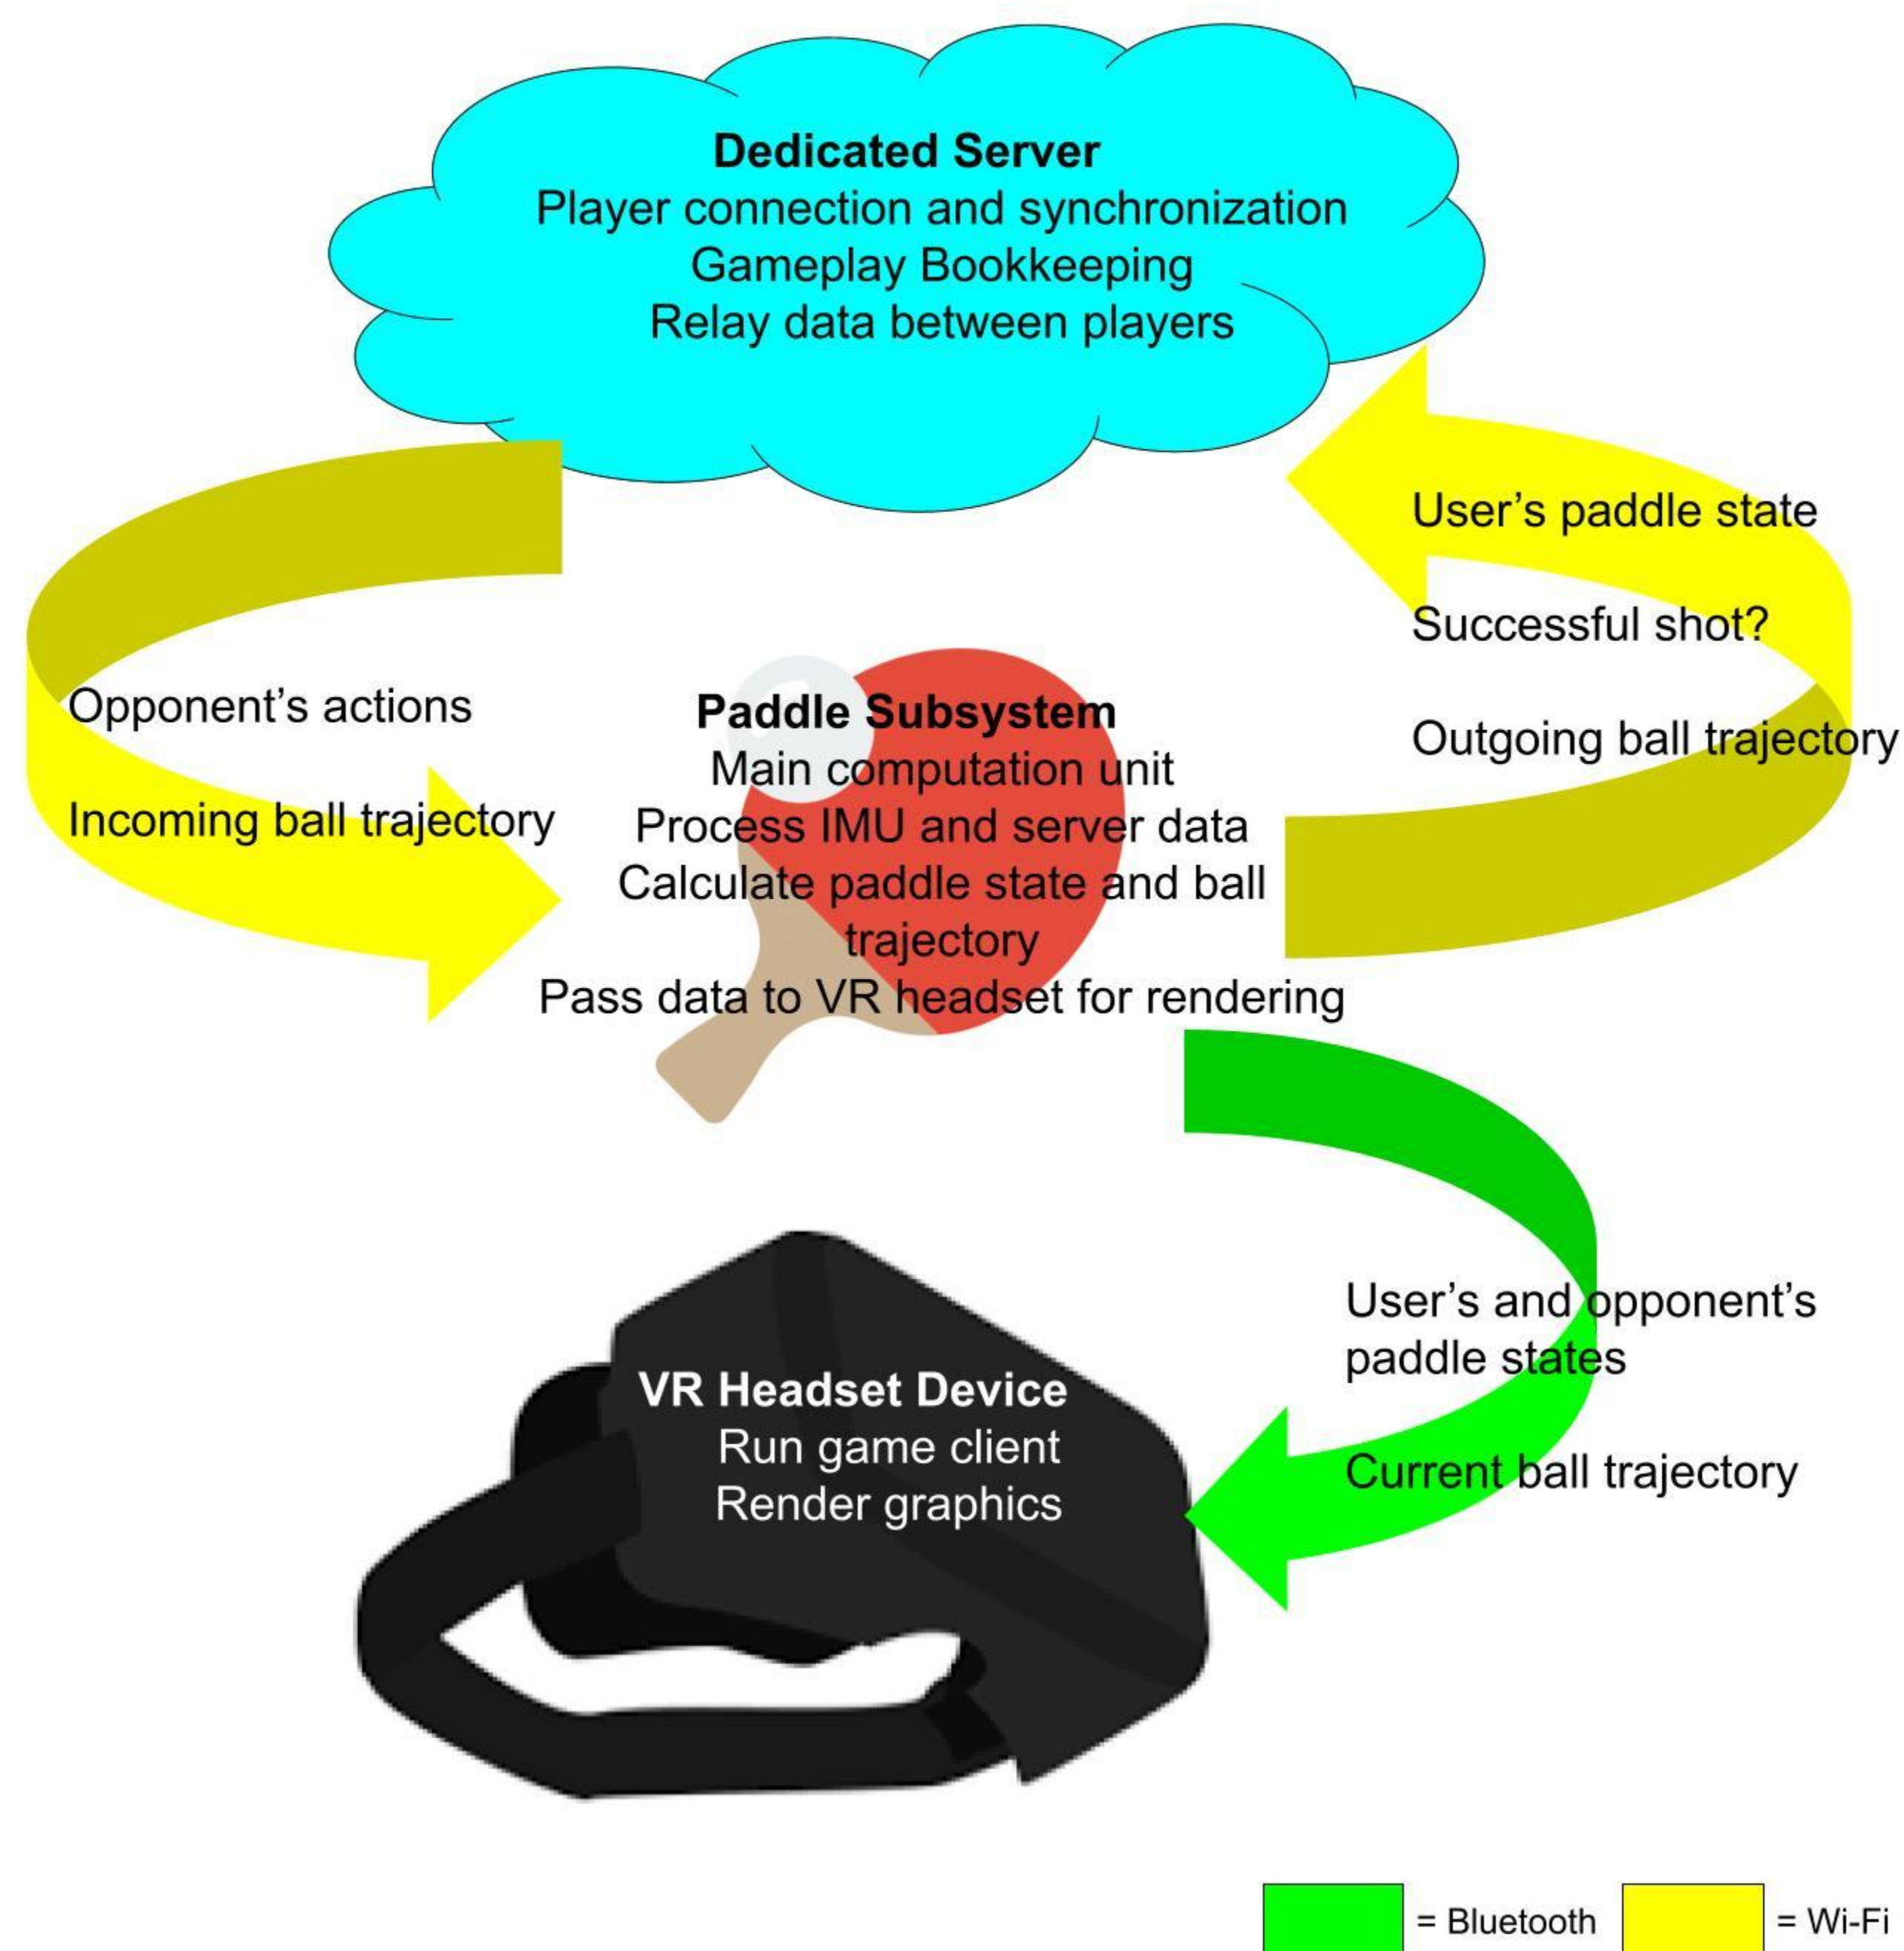 Dedicated Server
Player connection and synchronization
Gameplay Bookkeeping
Relay data between players
User’s paddle state
Successful shot?
Outgoing ball trajectory
Opponent’s actions
Incoming ball trajectory
Paddle Subsystem
Main computation unit
Process IMU and server data
Calculate paddle state and ball
trajectory
Pass data to VR headset for rendering
User’s and opponent’s
paddle states
Current ball trajectory
VR Headset Device
Run game client
Render graphics
= Bluetooth
= Wi-Fi